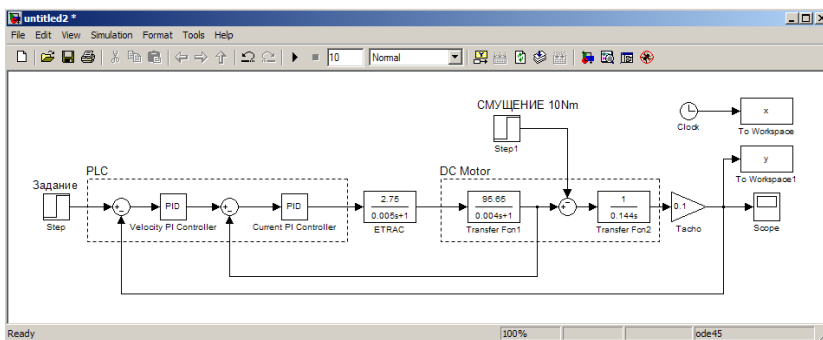 untitled2 *
File Edit View Simulation Format Tools Help
10 Normal
СМУЩЕНИЕ 10Nm
Step1
Clock
x
To Workspace
y
To Workspace1
PLC
DC Motor
Задание
Step
PID
Velocity PI Controller
PID
Current PI Controller
2.75
0.005s+1
ETRAC
96.65
0.004s+1
Transfer Fcn1
1
0.144s
Transfer Fcn2
0.1
Tacho
Scope
Ready 100% ode45